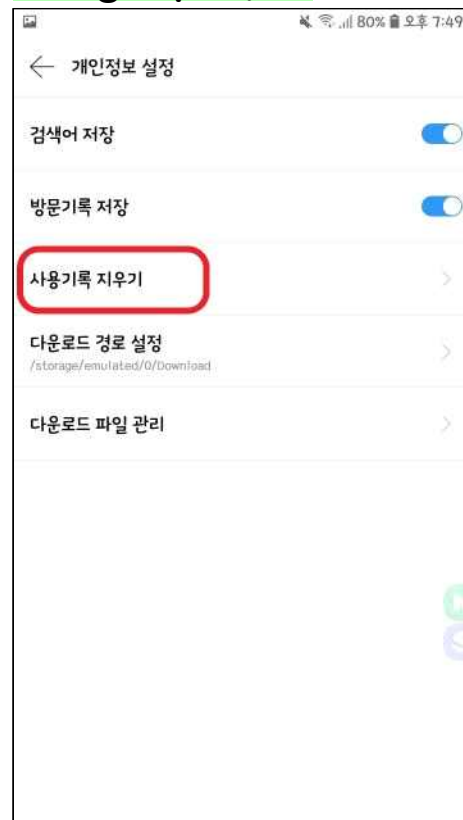 80% 오후 7:49
← 개인정보 설정
검색어 저장
방문기록 저장
사용기록 지우기
다운로드 경로 설정
/storage/emulated/0/Download
다운로드 파일 관리